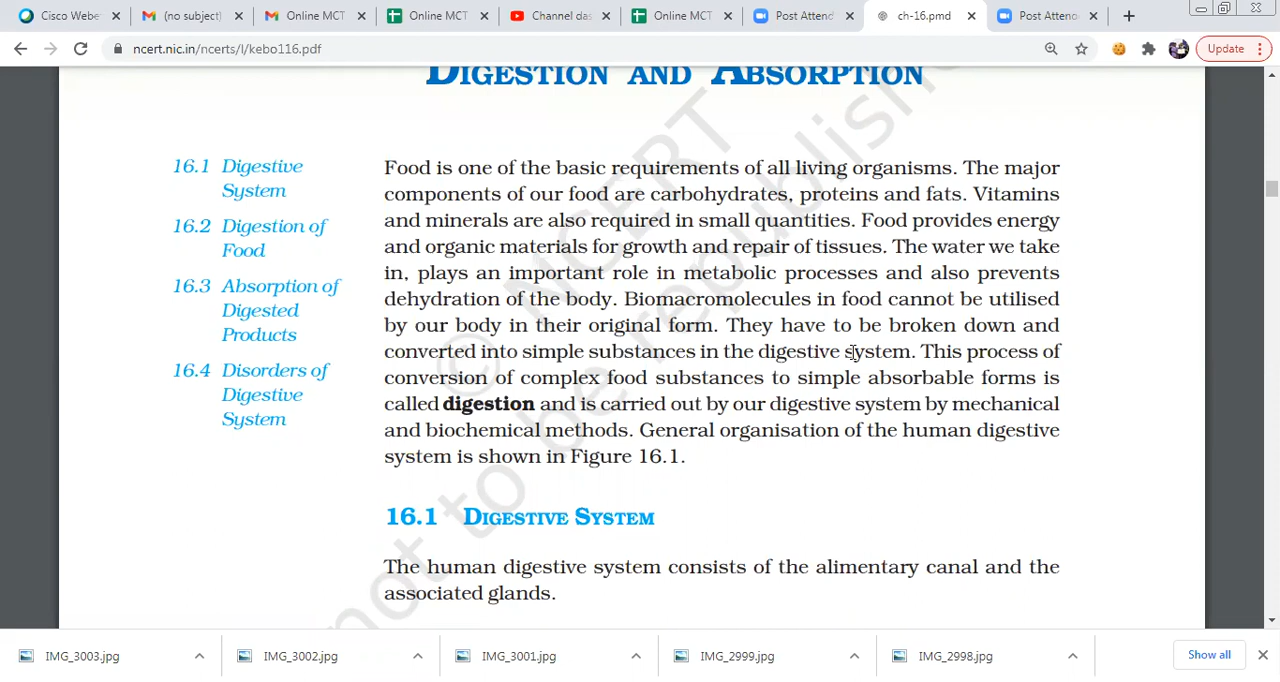 Cisco Webe
(no subject)
Online MCT
Online MCT
Channel das
Online MCT
Post Attend
ch-16.pmd
Post Attend
ncert.nic.in/ncerts/l/kebo116.pdf
Update
DIGESTION AND ABSORPTION
16.1 Digestive
System
16.2 Digestion of
Food
16.3 Absorption of
Digested
Products
16.4 Disorders of
Digestive
System
Food is one of the basic requirements of all living organisms. The major
components of our food are carbohydrates, proteins and fats. Vitamins
and minerals are also required in small quantities. Food provides energy
and organic materials for growth and repair of tissues. The water we take
in, plays an important role in metabolic processes and also prevents
dehydration of the body. Biomacromolecules in food cannot be utilised
by our body in their original form. They have to be broken down and
converted into simple substances in the digestive system. This process of
conversion of complex food substances to simple absorbable forms is
called digestion and is carried out by our digestive system by mechanical
and biochemical methods. General organisation of the human digestive
system is shown in Figure 16.1.
16.1 DIGESTIVE SYSTEM
The human digestive system consists of the alimentary canal and the
associated glands.
© NCERT
not to be republishe
IMG_3003.jpg
IMG_3002.jpg
IMG_3001.jpg
IMG_2999.jpg
IMG_2998.jpg
Show all